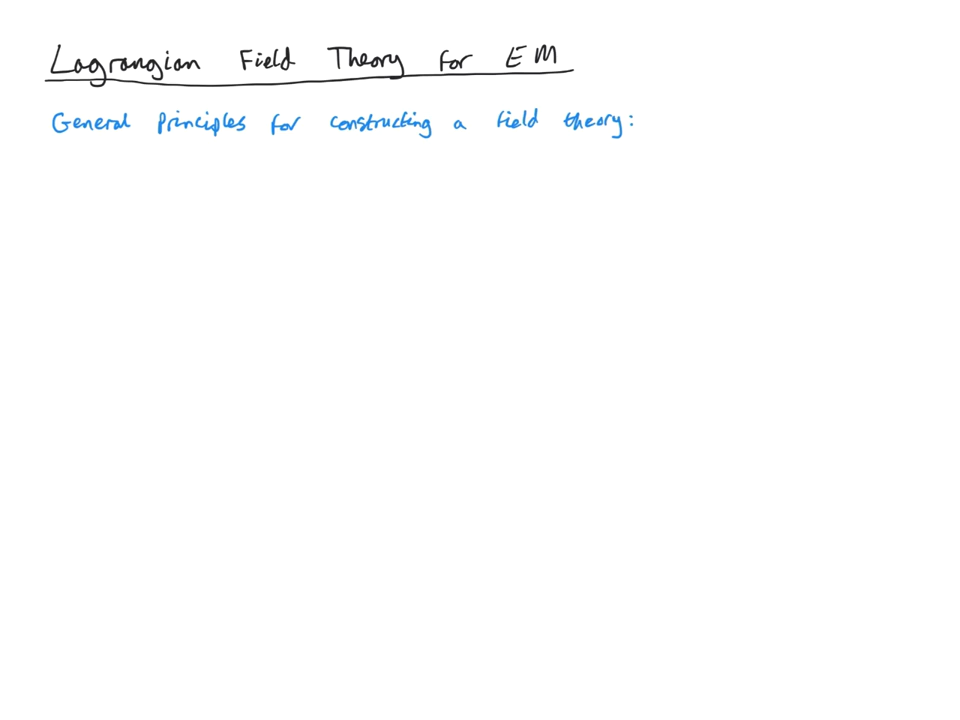 Lagrangian Field Theory for EM
General Principles for constructing a field theory: